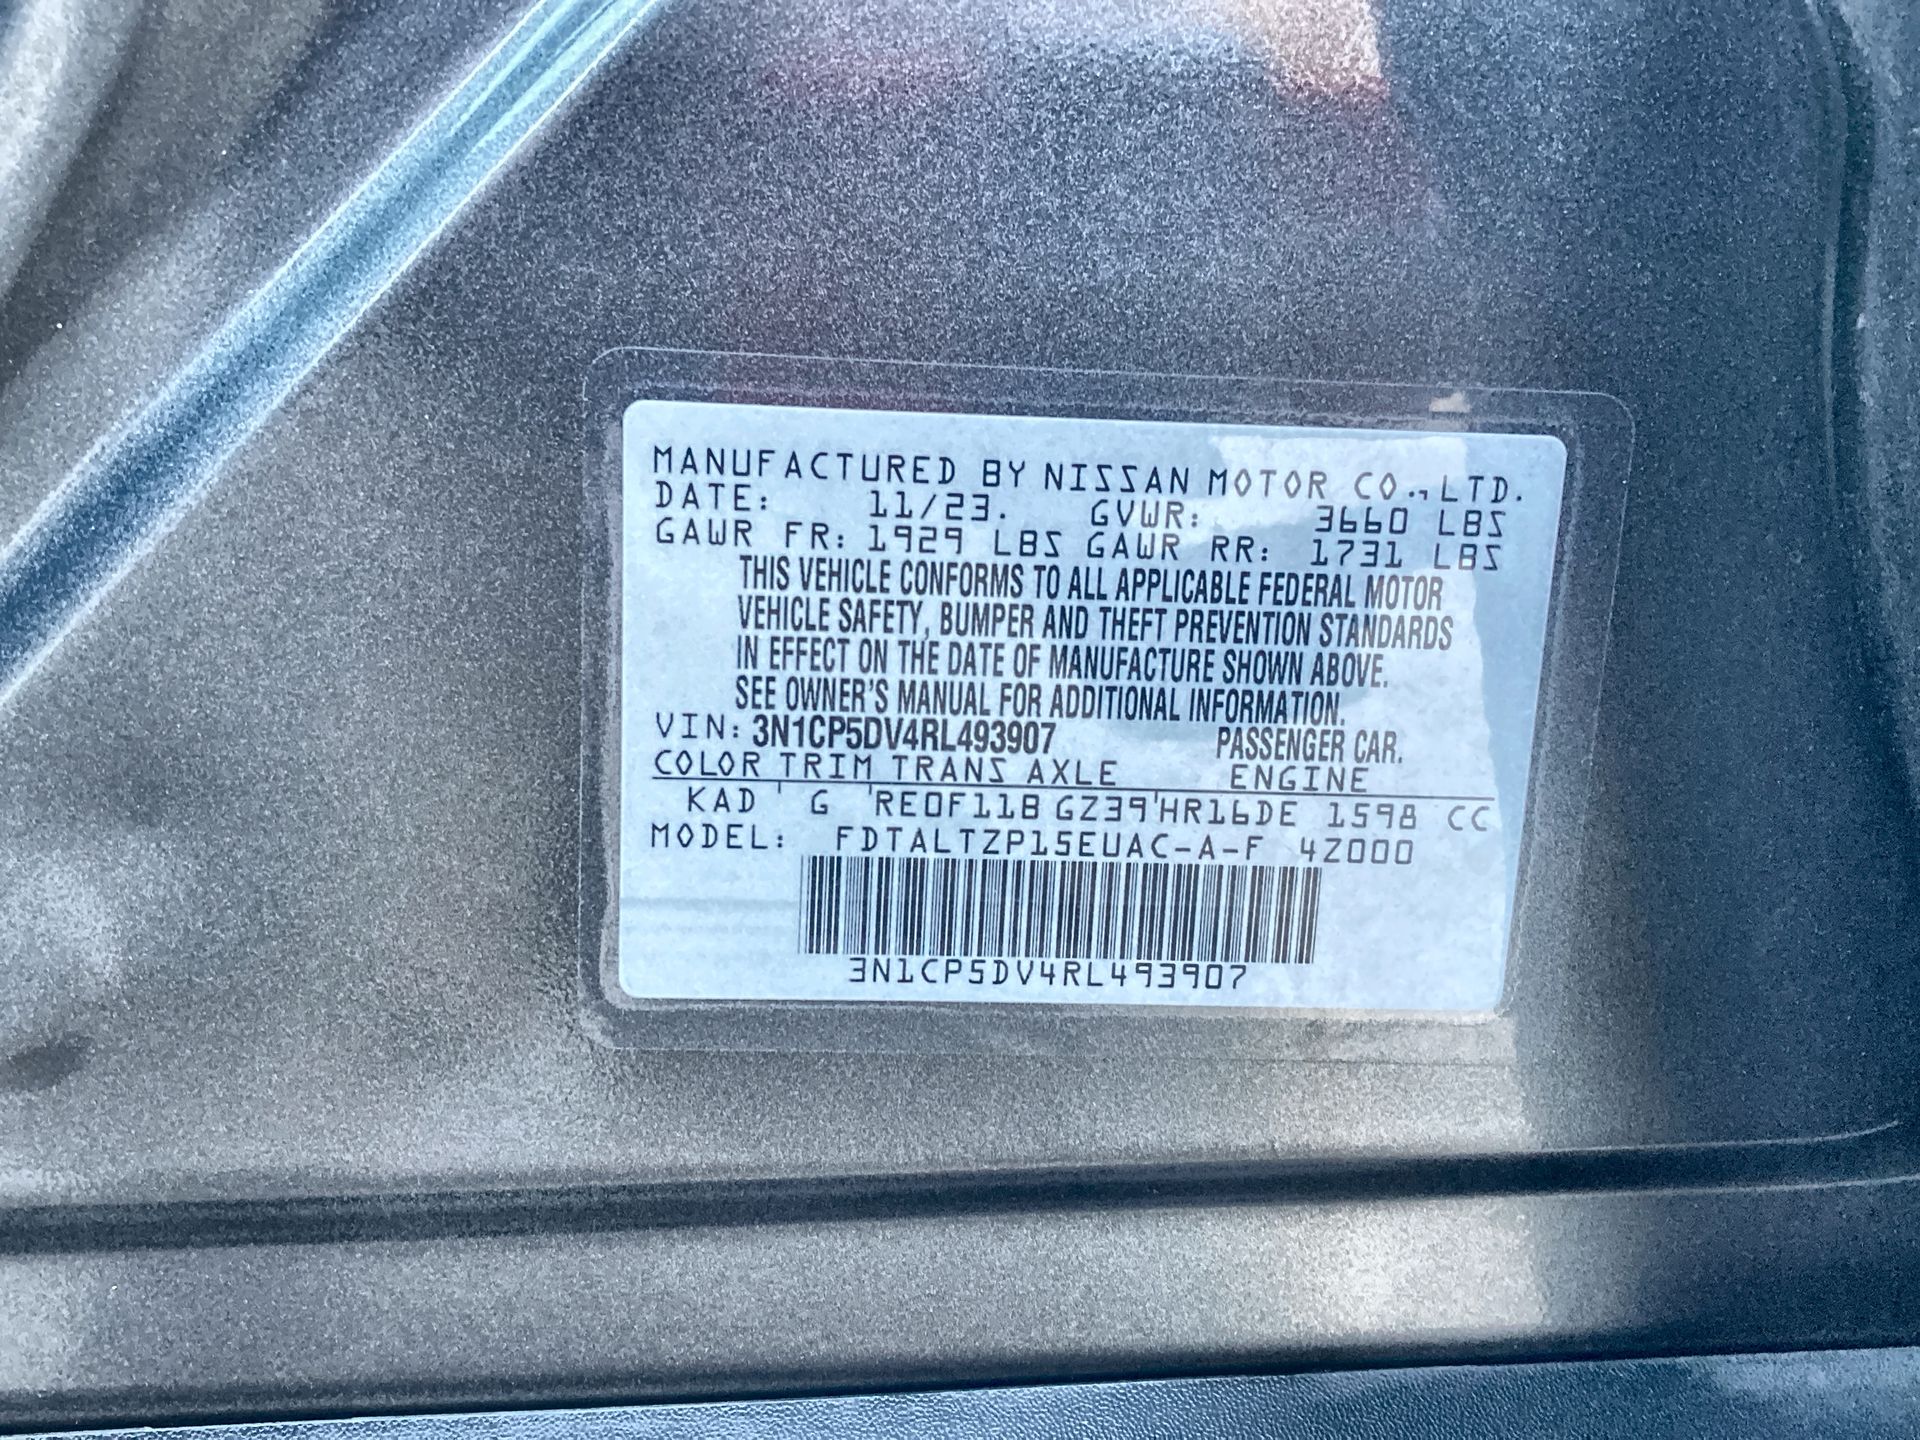 MANUFACTURED BY NISSAN MOTOR CO., LTD.
DATE: 11/23. GVWR: 3660 LBS
GAWR FR: 1929 LBS GAWR RR: 1731 LBS
THIS VEHICLE CONFORMS TO ALL APPLICABLE FEDERAL MOTOR
VEHICLE SAFETY, BUMPER AND THEFT PREVENTION STANDARDS
IN EFFECT ON THE DATE OF MANUFACTURE SHOWN ABOVE.
SEE OWNER'S MANUAL FOR ADDITIONAL INFORMATION.
VIN: 3N1CP5DV4RL493907 PASSENGER CAR.
COLOR TRIM TRANS AXLE ENGINE
KAD ' G 'RE0F11B GZ39'HR16DE 1598 CC
MODEL: FDTALTZP15EUAC-A-F 4Z000
3N1CP5DV4RL493907